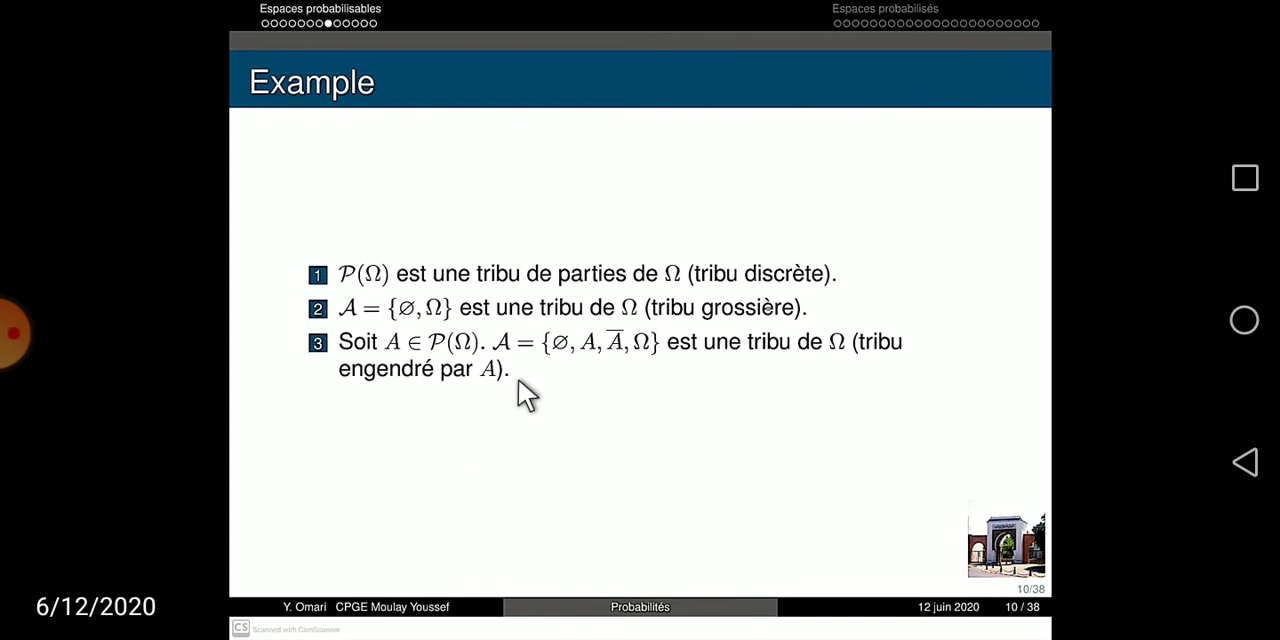 Espaces probabilisables
Espaces probabilisés
Example
1 𝒫(Ω) est une tribu de parties de Ω (tribu discrète).
2 𝒜 = {∅, Ω} est une tribu de Ω (tribu grossière).
3 Soit A ∈ 𝒫(Ω). 𝒜 = {∅, A, A̅, Ω} est une tribu de Ω (tribu
engendré par A).
10/38
6/12/2020
Y. Omari CPGE Moulay Youssef
Probabilités
12 juin 2020 10 / 38
CS Scanned with CamScanner